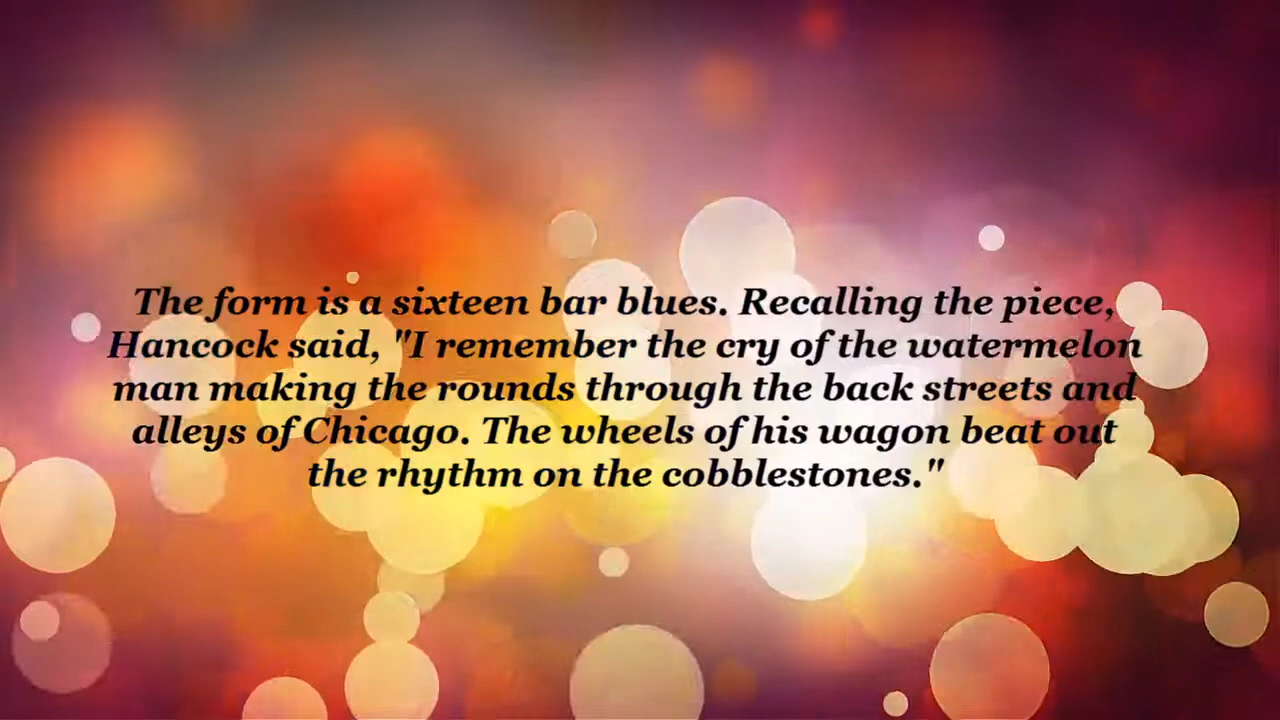 The form is a sixteen bar blues. Recalling the piece,
Hancock said, "I remember the cry of the watermelon
man making the rounds through the back streets and
alleys of Chicago. The wheels of his wagon beat out
the rhythm on the cobblestones."